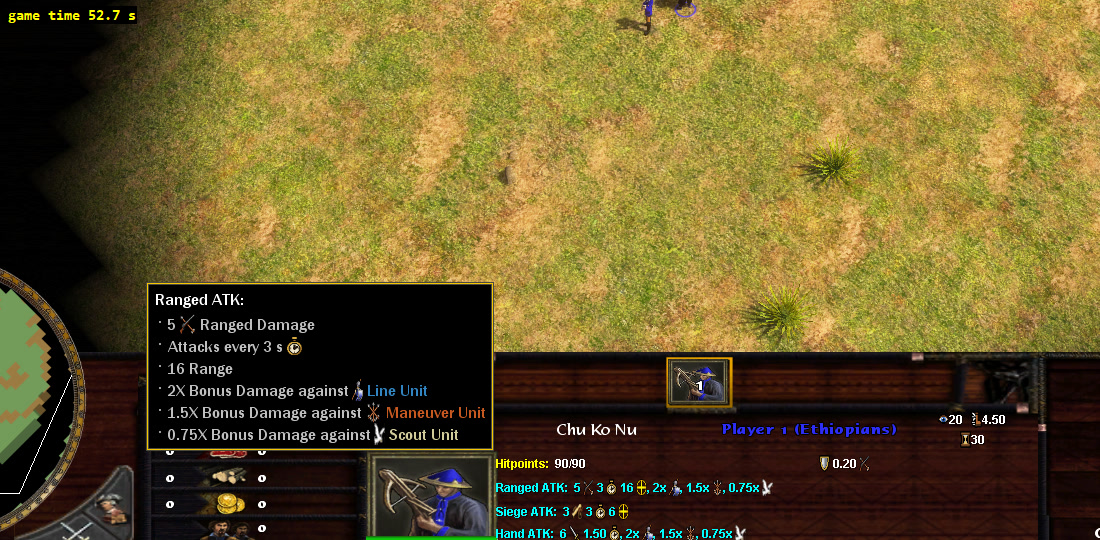 game time 52.7 s
Ranged ATK:
· 5 Ranged Damage
· Attacks every 3 s
· 16 Range
· 2X Bonus Damage against Line Unit
· 1.5X Bonus Damage against Maneuver Unit
· 0.75X Bonus Damage against Scout Unit
1
Chu Ko Nu
Player 1 (Ethiopians)
20 4.50
30
Hitpoints: 90/90
0.20
Ranged ATK: 5 3 16 , 2x 1.5x , 0.75x
Siege ATK: 3 3 6
Hand ATK: 6 1.50 , 2x , 1.5x , 0.75x
0 0
0 0
0 0
0